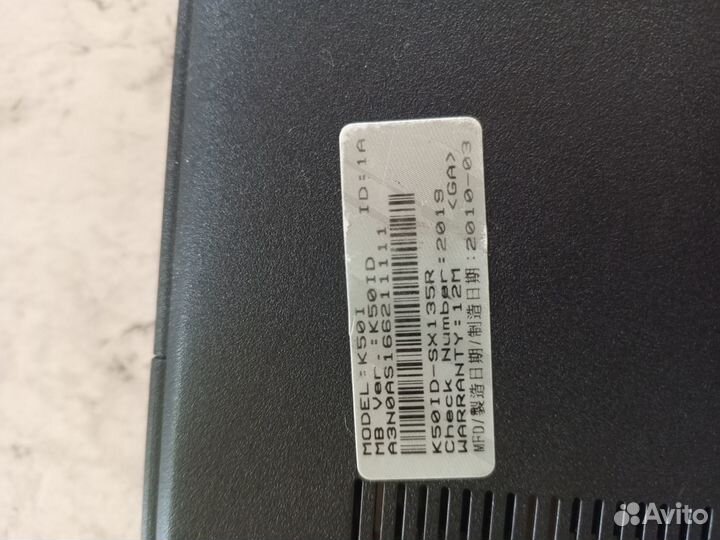 MODEL:K50I ID:1A
MB Ver.:K50ID
A3N0AS166211111
K50ID-SX135R
Check Number:2019
WARRANTY:12M <GA>
MFD/製造日期/制造日期:2010-03
Avito